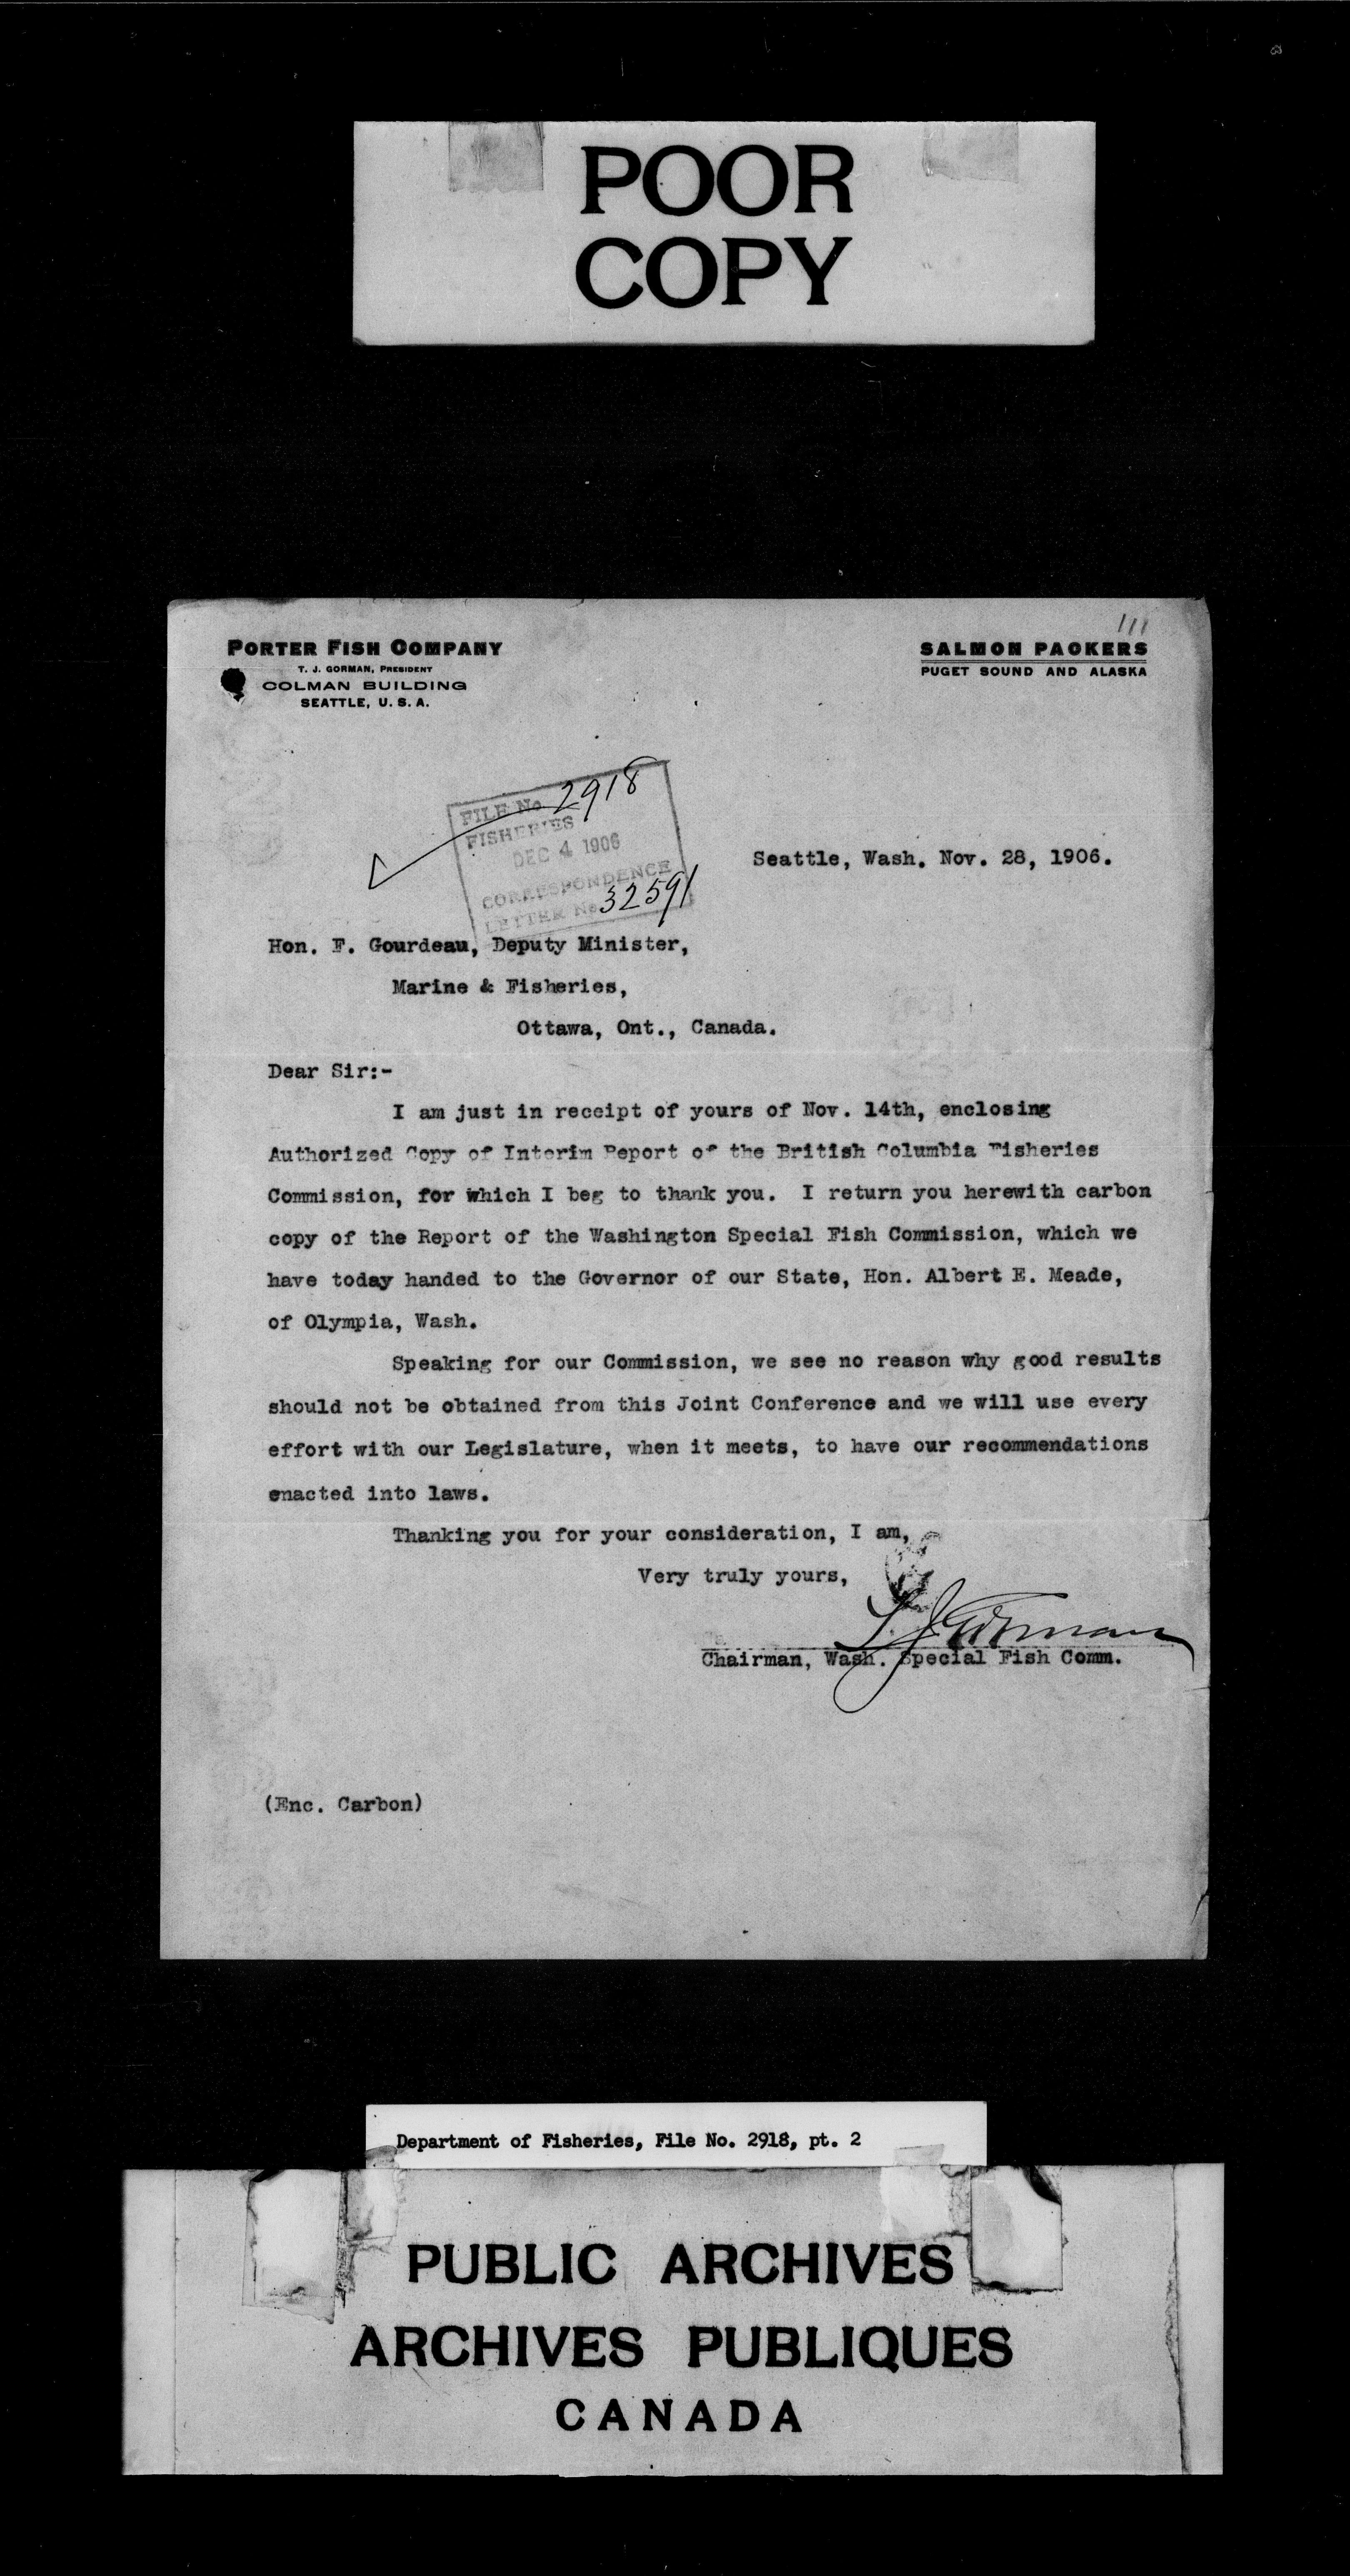 POOR
COPY
111
PORTER FISH COMPANY
T. J. GORMAN, PRESIDENT
COLMAN BUILDING
SEATTLE, U. S. A.
SALMON PACKERS
PUGET SOUND AND ALASKA
FILE No. 2918
FISHERIES
DEC 4 1906
CORRESPONDENCE
LETTER No. 32591
Seattle, Wash. Nov. 28, 1906.
Hon. F. Gourdeau, Deputy Minister,
Marine & Fisheries,
Ottawa, Ont., Canada.
Dear Sir:-
I am just in receipt of yours of Nov. 14th, enclosing
Authorized Copy of Interim Report of the British Columbia Fisheries
Commission, for which I beg to thank you. I return you herewith carbon
copy of the Report of the Washington Special Fish Commission, which we
have today handed to the Governor of our State, Hon. Albert E. Meade,
of Olympia, Wash.
Speaking for our Commission, we see no reason why good results
should not be obtained from this Joint Conference and we will use every
effort with our Legislature, when it meets, to have our recommendations
enacted into laws.
Thanking you for your consideration, I am,
Very truly yours,
T. J. Gorman
Chairman, Wash. Special Fish Comm.
(Enc. Carbon)
Department of Fisheries, File No. 2918, pt. 2
PUBLIC ARCHIVES
ARCHIVES PUBLIQUES
CANADA